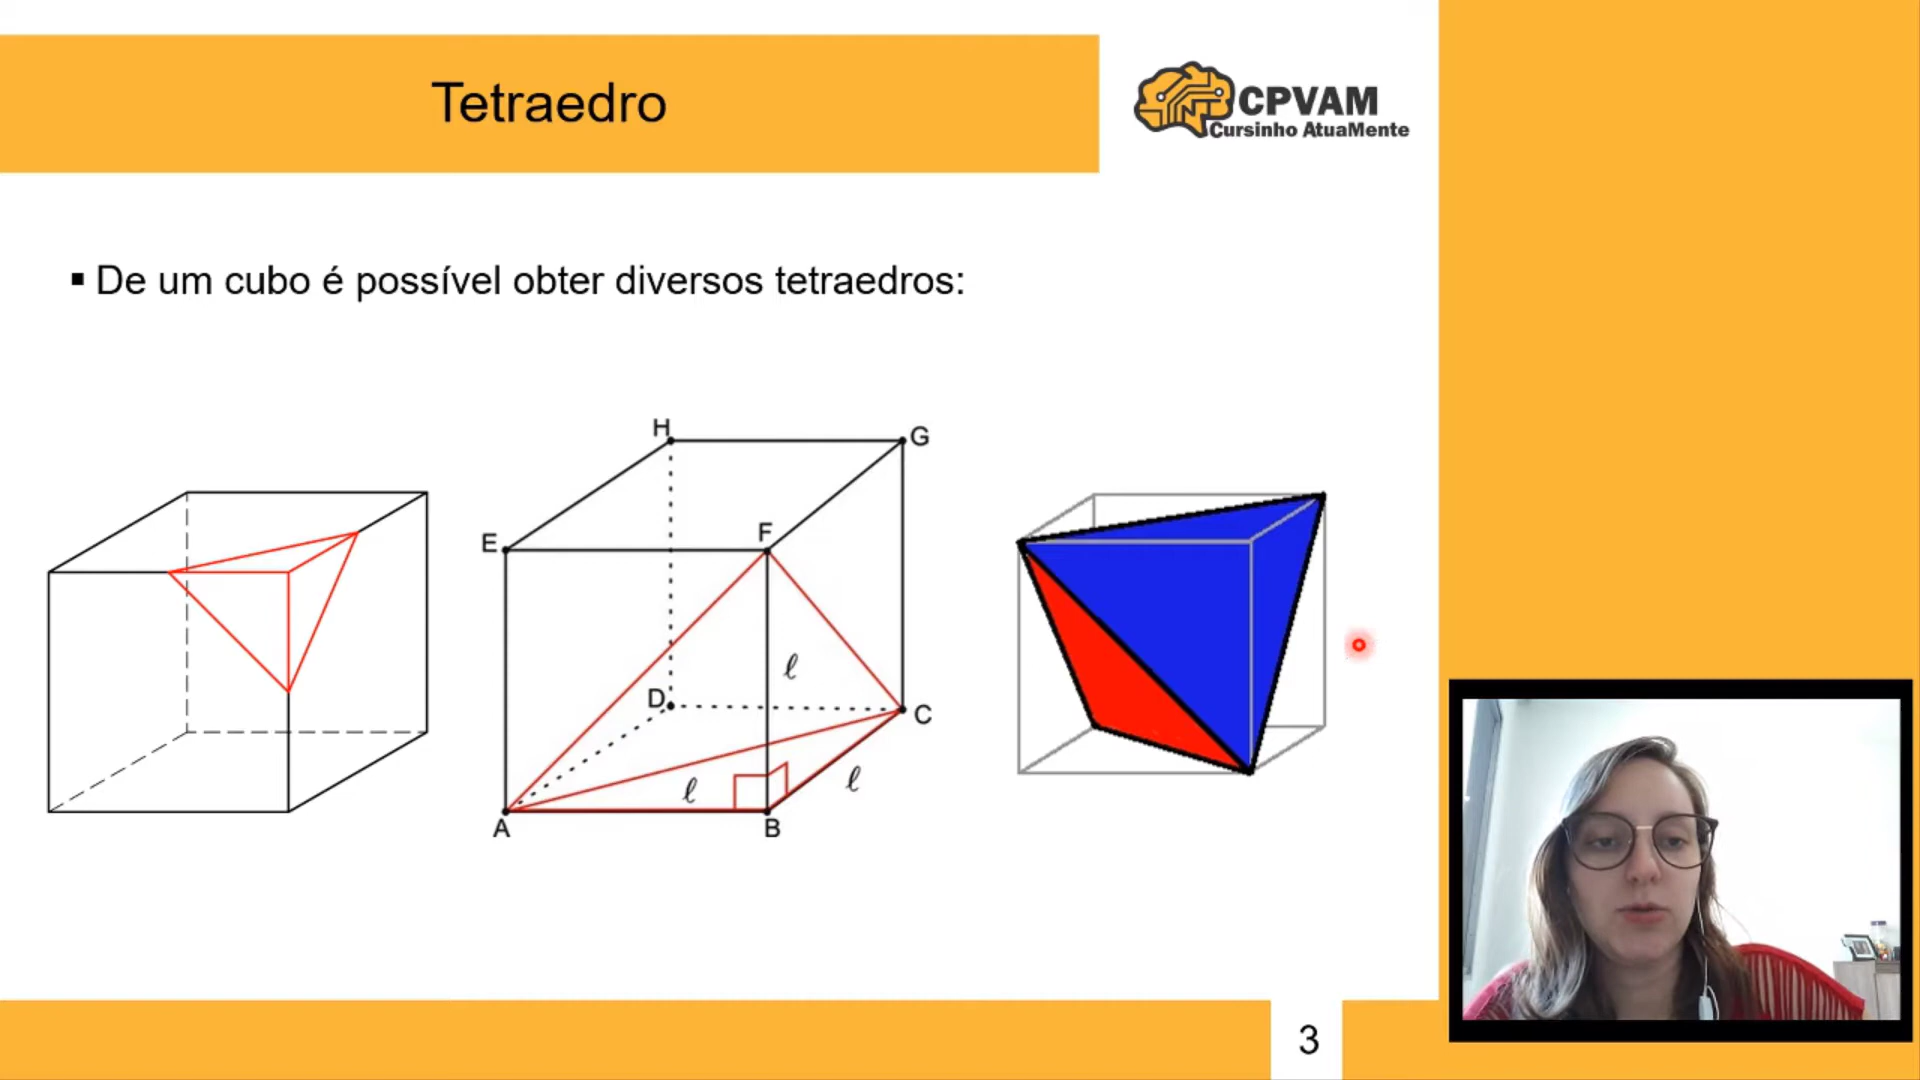 Tetraedro
CPVAM
Cursinho AtuaMente
▪ De um cubo é possível obter diversos tetraedros:
H
G
E
F
ℓ
D
C
ℓ
ℓ
A
B
3